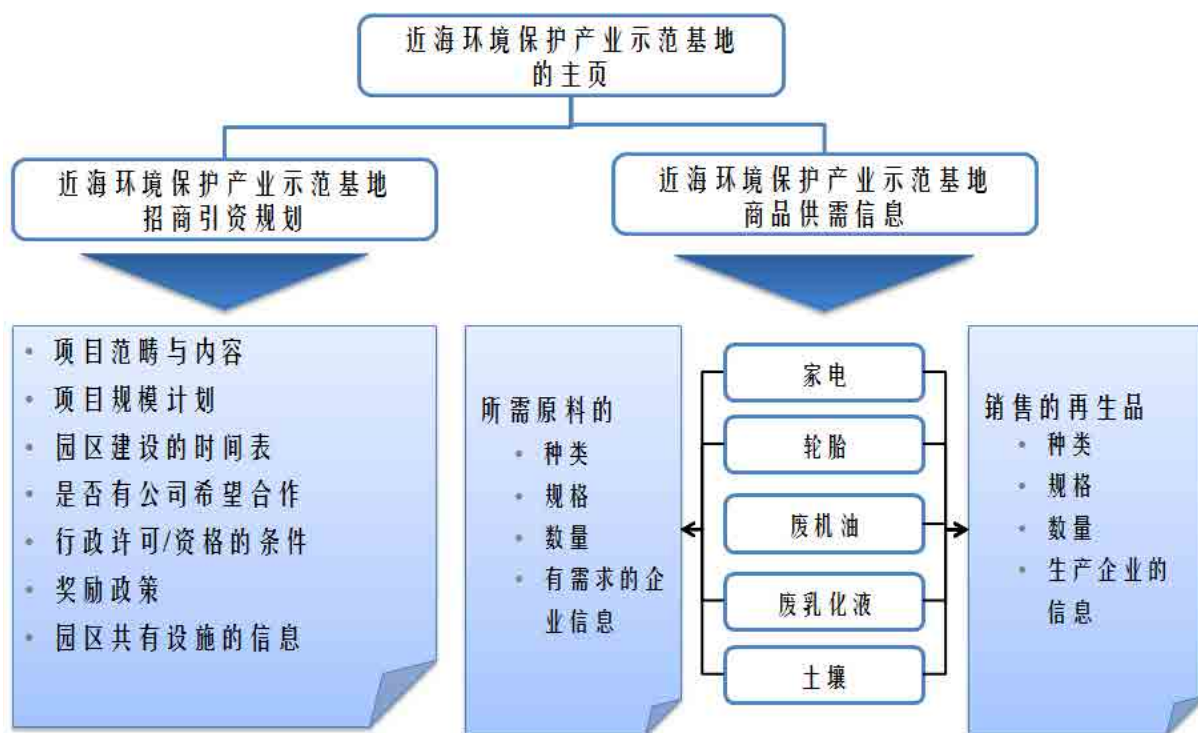 近海环境保护产业示范基地
的主页
近海环境保护产业示范基地
招商引资规划
近海环境保护产业示范基地
商品供需信息
• 项目范畴与内容
• 项目规模计划
• 园区建设的时间表
• 是否有公司希望合作
• 行政许可/资格的条件
• 奖励政策
• 园区共有设施的信息
所需原料的
• 种类
• 规格
• 数量
• 有需求的企
业信息
家电
轮胎
废机油
废乳化液
土壤
销售的再生品
• 种类
• 规格
• 数量
• 生产企业的
信息